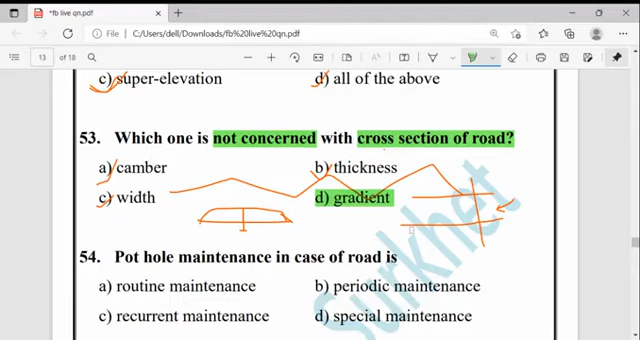 *fb live qn.pdf
File C:/Users/dell/Downloads/fb%20live%20qn.pdf
13 of 18
c) super-elevation d) all of the above
53. Which one is not concerned with cross section of road?
a) camber b) thickness
c) width d) gradient
54. Pot hole maintenance in case of road is
a) routine maintenance b) periodic maintenance
c) recurrent maintenance d) special maintenance
Surkhet